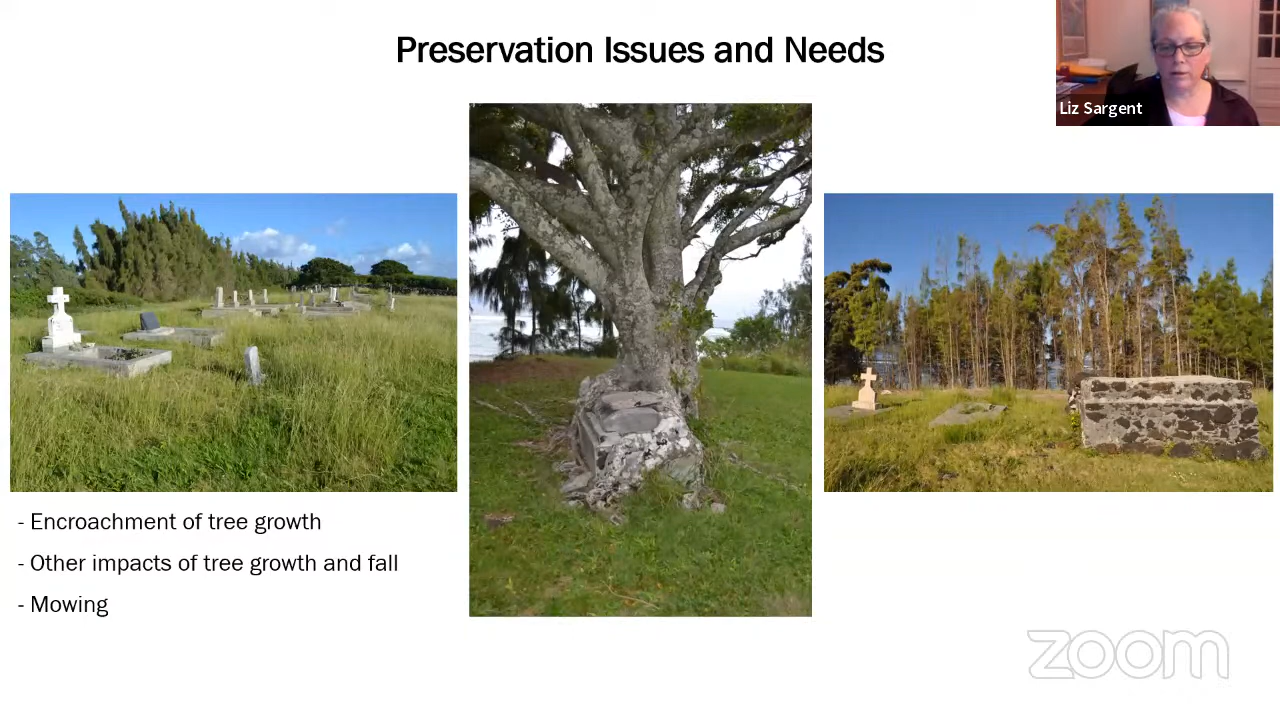 Preservation Issues and Needs
Liz Sargent
- Encroachment of tree growth
- Other impacts of tree growth and fall
- Mowing
zoom